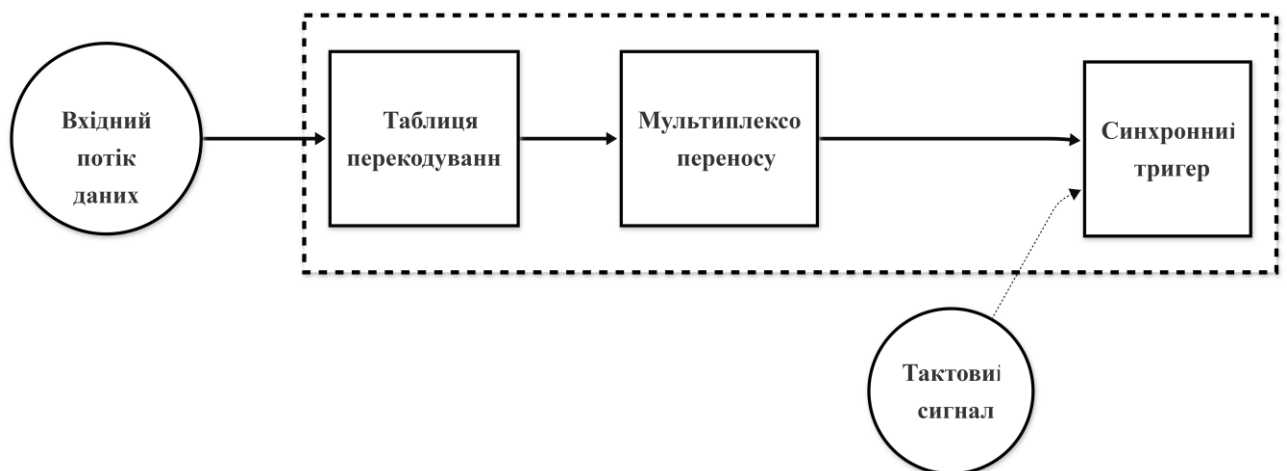 Вхідний
потік
даних
Таблиця
перекодуванн
Мультиплексо
переносу
Синхронниі
тригер
Тактовиі
сигнал